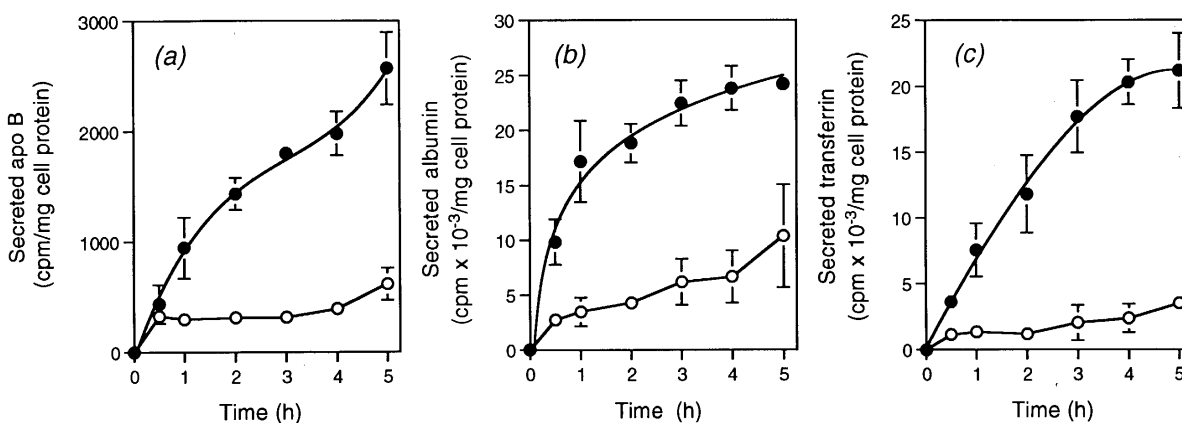 (a)
Secreted apo B
(cpm/mg cell protein)
3000
2000
1000
0
0 1 2 3 4 5
Time (h)
(b)
Secreted albumin
(cpm x 10⁻³/mg cell protein)
30
25
20
15
10
5
0
0 1 2 3 4 5
Time (h)
(c)
Secreted transferrin
(cpm x 10⁻³/mg cell protein)
25
20
15
10
5
0
0 1 2 3 4 5
Time (h)